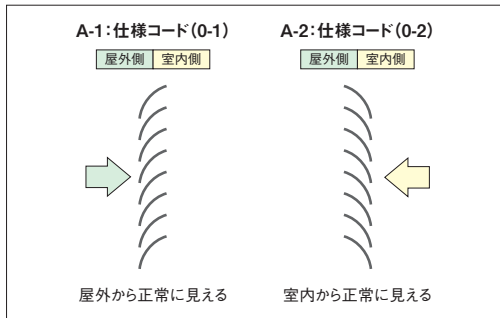 A-1：仕様コード（0-1）
屋外側 室内側
屋外から正常に見える
A-2：仕様コード（0-2）
屋外側 室内側
室内から正常に見える